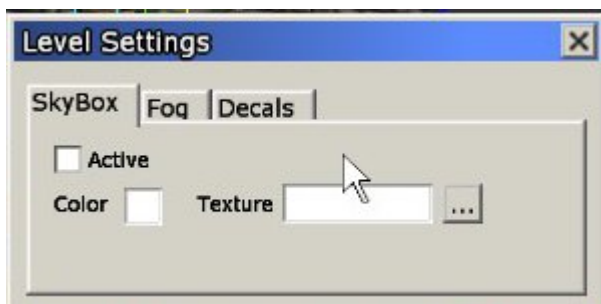 Level Settings
SkyBox Fog Decals
Active
Color Texture ...